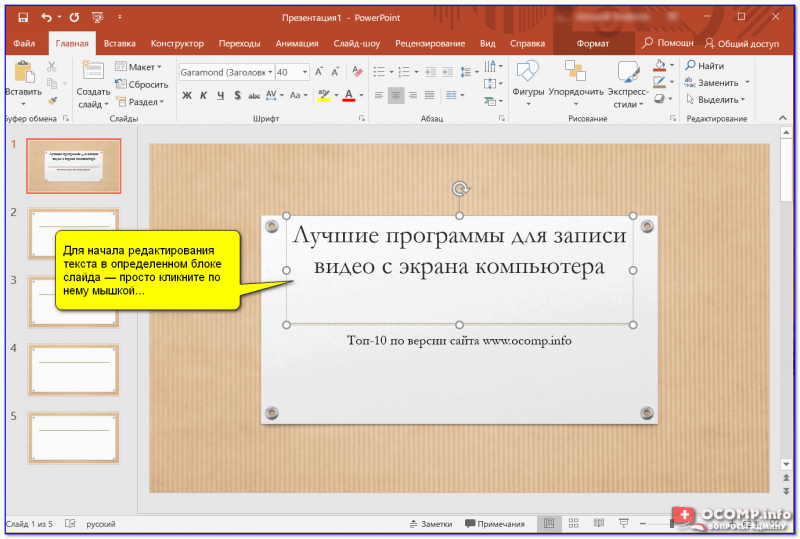 Презентация1 - PowerPoint
Файл Главная Вставка Конструктор Переходы Анимация Слайд-шоу Рецензирование Вид Справка Формат Помощн Общий доступ
Вставить
Создать слайд
Макет
Сбросить
Раздел
Garamond (Заголовк 40
Ж К Ч S abc AV Aa А
Фигуры Упорядочить Экспресс-стили
Найти
Заменить
Выделить
Буфер обмена Слайды Шрифт Абзац Рисование Редактирование
1
2
3
4
5
Для начала редактирования
текста в определенном блоке
слайда — просто кликните по
нему мышкой...
Лучшие программы для записи
видео с экрана компьютера
Топ-10 по версии сайта www.ocomp.info
Слайд 1 из 5 русский Заметки Примечания
OCOMP.info
ВОПРОСЫ АДМИНУ